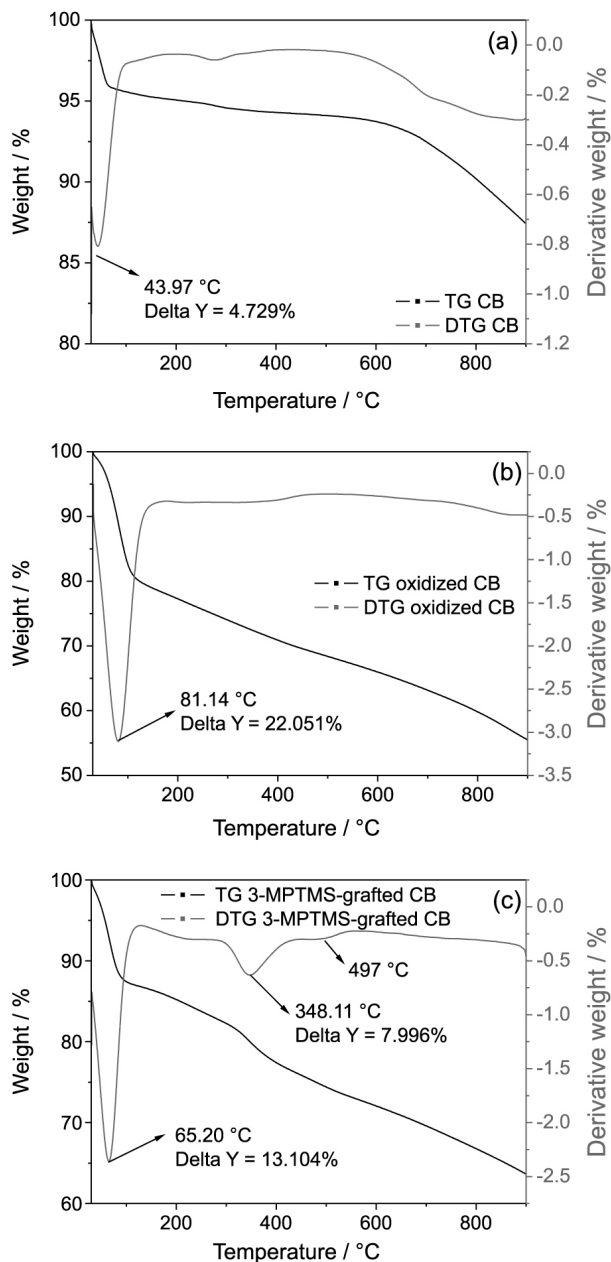 (a)
100
95
90
85
80
Weight / %
0.0
-0.2
-0.4
-0.6
-0.8
-1.0
-1.2
Derivative weight / %
43.97 °C
Delta Y = 4.729%
TG CB
DTG CB
200 400 600 800
Temperature / °C
(b)
100
90
80
70
60
50
Weight / %
0.0
-0.5
-1.0
-1.5
-2.0
-2.5
-3.0
-3.5
Derivative weight / %
TG oxidized CB
DTG oxidized CB
81.14 °C
Delta Y = 22.051%
200 400 600 800
Temperature / °C
(c)
100
90
80
70
60
Weight / %
0.0
-0.5
-1.0
-1.5
-2.0
-2.5
Derivative weight / %
TG 3-MPTMS-grafted CB
DTG 3-MPTMS-grafted CB
497 °C
348.11 °C
Delta Y = 7.996%
65.20 °C
Delta Y = 13.104%
200 400 600 800
Temperature / °C